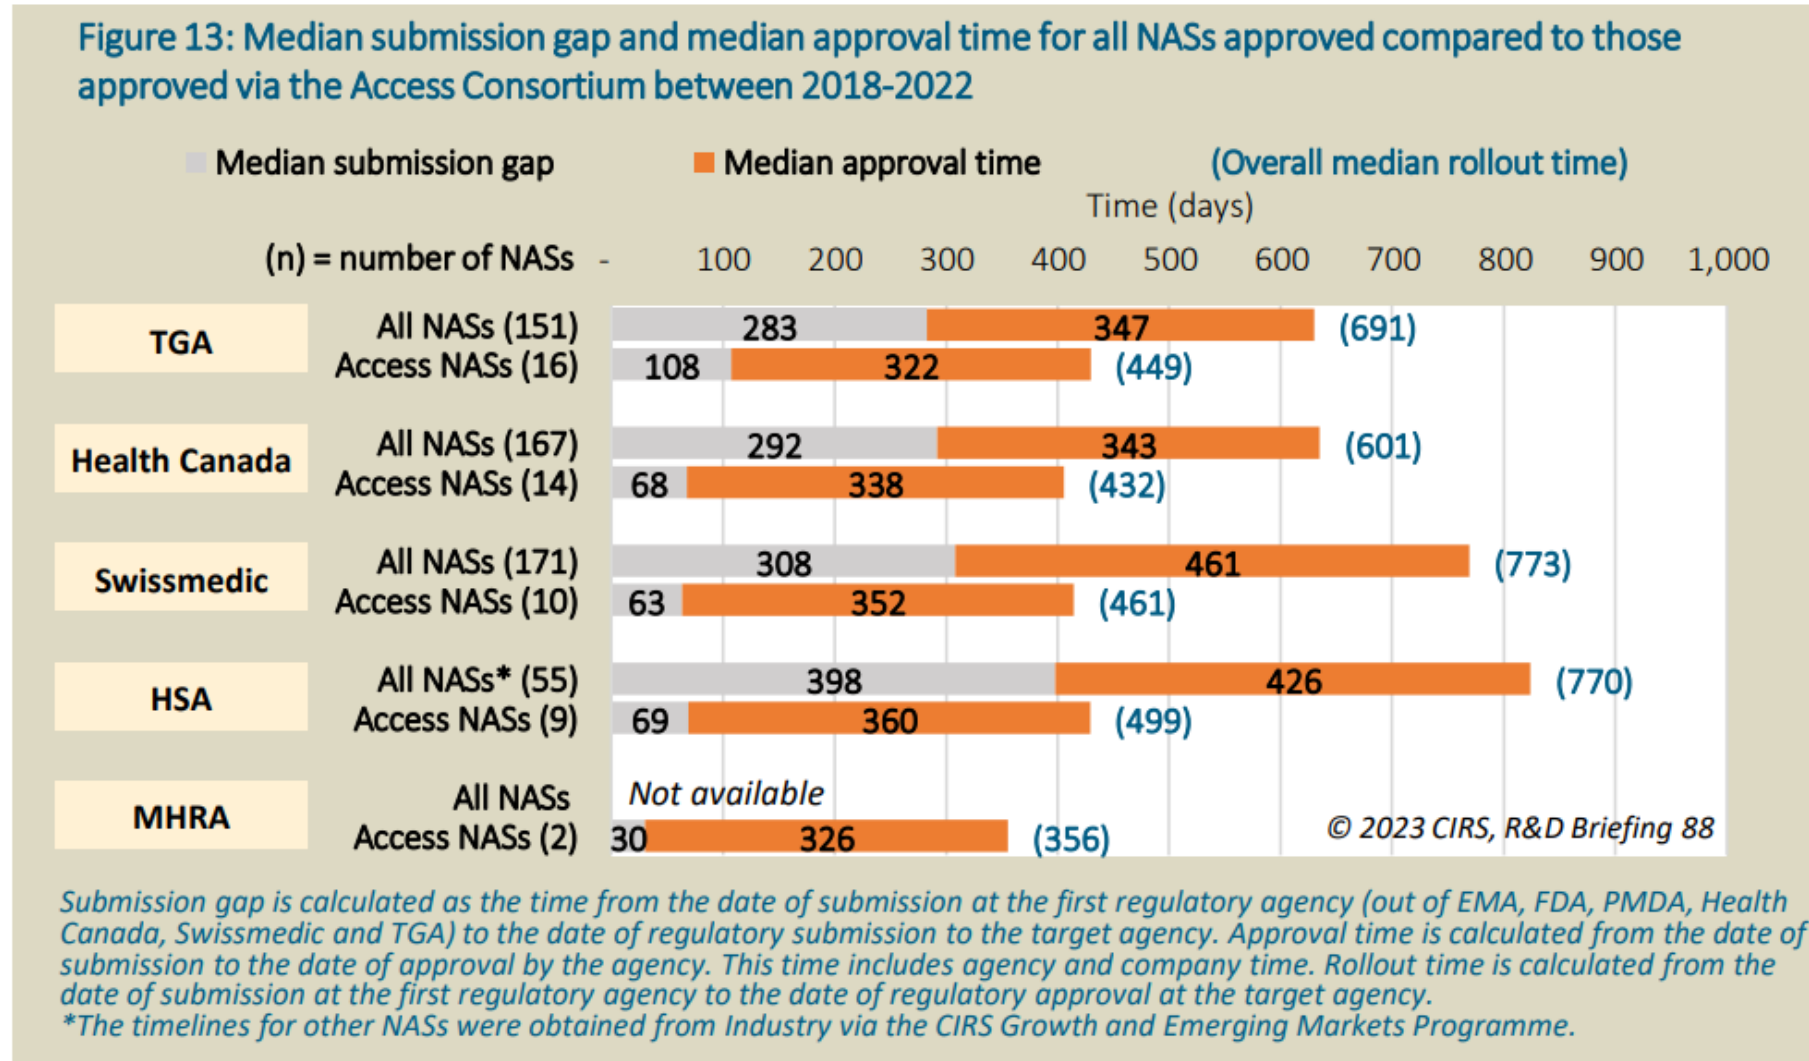 Figure 13: Median submission gap and median approval time for all NASs approved compared to those
approved via the Access Consortium between 2018-2022
Median submission gap
Median approval time
(Overall median rollout time)
Time (days)
(n) = number of NASs
- 100 200 300 400 500 600 700 800 900 1,000
TGA
All NASs (151) 283 347 (691)
Access NASs (16) 108 322 (449)
Health Canada
All NASs (167) 292 343 (601)
Access NASs (14) 68 338 (432)
Swissmedic
All NASs (171) 308 461 (773)
Access NASs (10) 63 352 (461)
HSA
All NASs* (55) 398 426 (770)
Access NASs (9) 69 360 (499)
MHRA
All NASs Not available
Access NASs (2) 30 326 (356)
© 2023 CIRS, R&D Briefing 88
Submission gap is calculated as the time from the date of submission at the first regulatory agency (out of EMA, FDA, PMDA, Health
Canada, Swissmedic and TGA) to the date of regulatory submission to the target agency. Approval time is calculated from the date of
submission to the date of approval by the agency. This time includes agency and company time. Rollout time is calculated from the
date of submission at the first regulatory agency to the date of regulatory approval at the target agency.
*The timelines for other NASs were obtained from Industry via the CIRS Growth and Emerging Markets Programme.